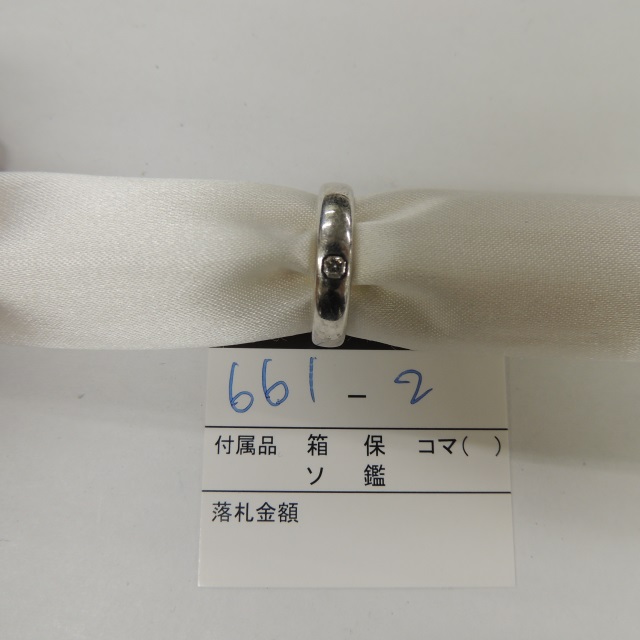 661-2
付属品 箱 保 コマ( )
ソ 鑑
落札金額